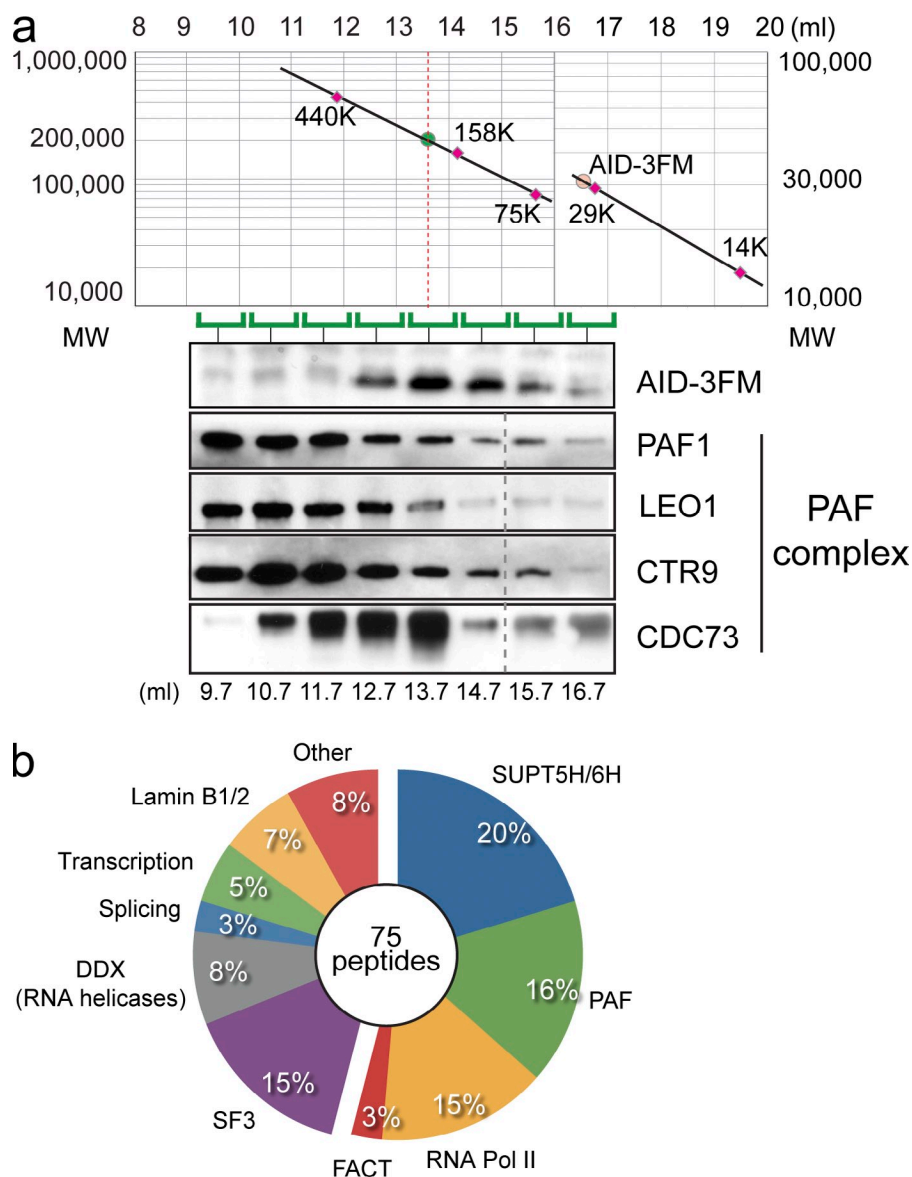 a
8 9 10 11 12 13 14 15 16 17 18 19 20 (ml)
1,000,000
200,000
100,000
10,000
MW
440K
158K
75K
AID-3FM
29K
14K
100,000
30,000
10,000
MW
AID-3FM
PAF1
LEO1
CTR9
CDC73
PAF
complex
(ml) 9.7 10.7 11.7 12.7 13.7 14.7 15.7 16.7
b
Other
8%
SUPT5H/6H
20%
Lamin B1/2
7%
Transcription
5%
Splicing
3%
DDX
(RNA helicases)
8%
75
peptides
16%
PAF
15%
SF3
3%
FACT
15%
RNA Pol II